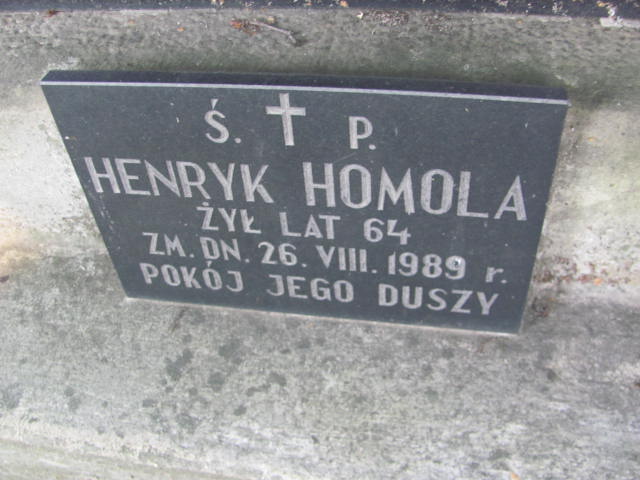 Ś. P.
HENRYK HOMOLA
ŻYŁ LAT 64
ZM. DN. 26. VIII. 1989 r.
POKÓJ JEGO DUSZY